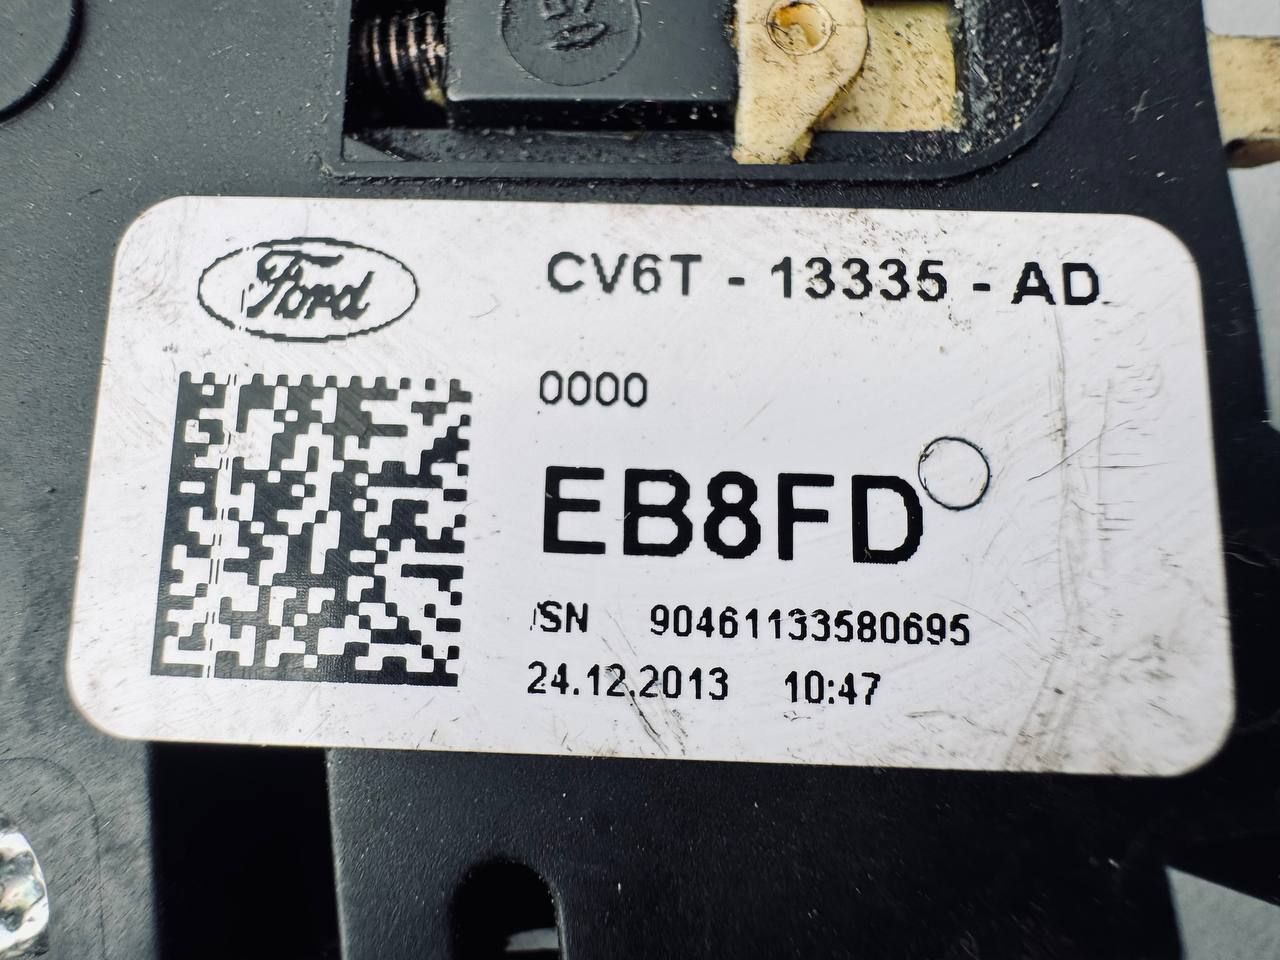 Ford
CV6T - 13335 - AD
0000
EB8FD
SN 90461133580695
24.12.2013 10:47